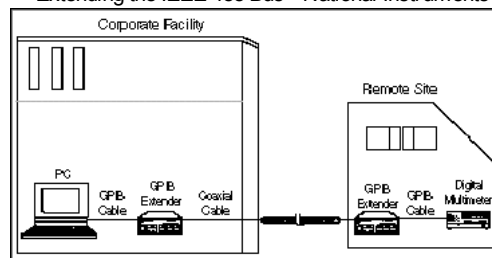 Extending the IEEE 488 Bus - National Instruments
Corporate Facility
Remote Site
PC
GPIB
Cable
GPIB
Extender
Coaxial
Cable
GPIB
Extender
GPIB
Cable
Digital
Multimeter